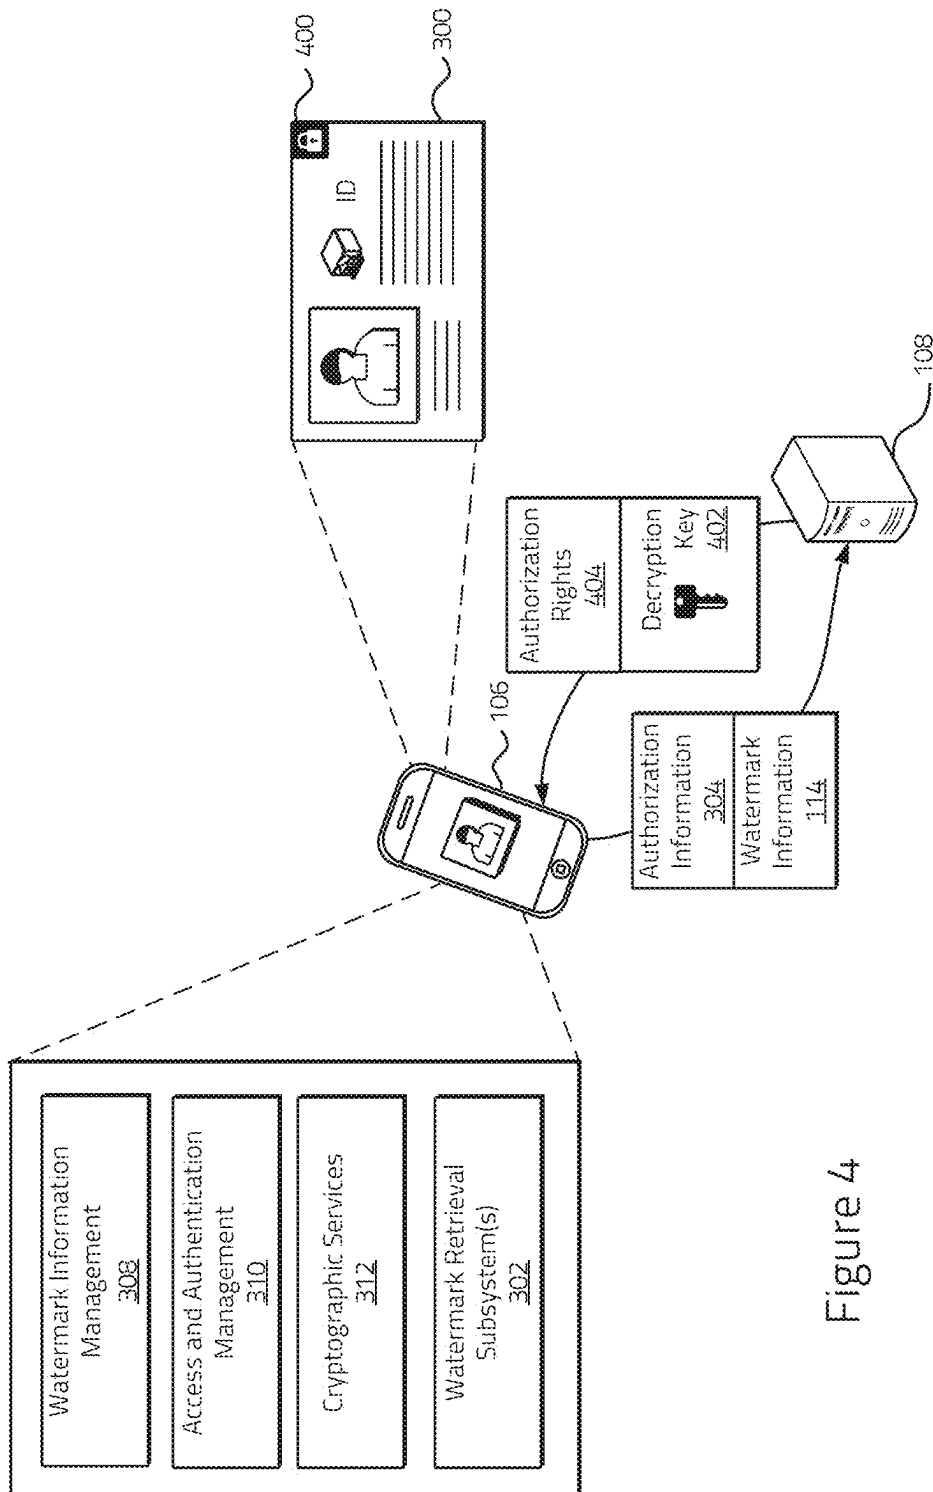 Watermark Information
Management
308
Access and Authentication
Management
310
Cryptographic Services
312
Watermark Retrieval
Subsystem(s)
302
106
Authorization
Information
304
Watermark
Information
114
Authorization
Rights
404
Decryption
Key
402
108
ID
400
300
Figure 4